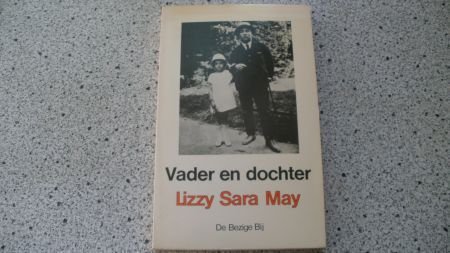 Vader en dochter
Lizzy Sara May
De Bezige Bij